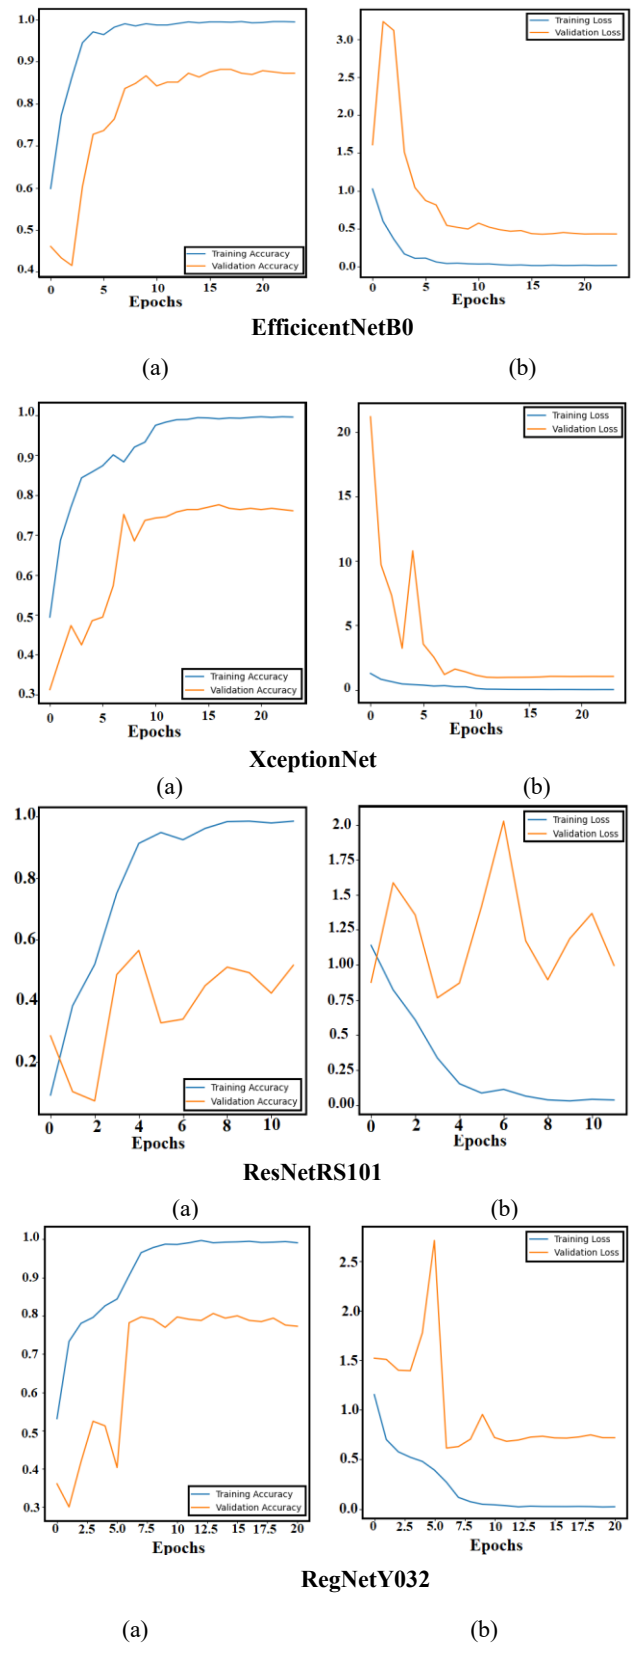 1.0
0.9
0.8
0.7
0.6
0.5
0.4
Training Accuracy
Validation Accuracy
0 5 10 15 20
Epochs
3.0
2.5
2.0
1.5
1.0
0.5
0.0
Training Loss
Validation Loss
0 5 10 15 20
Epochs
EfficicentNetB0
(a) (b)
1.0
0.9
0.8
0.7
0.6
0.5
0.4
0.3
Training Accuracy
Validation Accuracy
0 5 10 15 20
Epochs
20
15
10
5
0
Training Loss
Validation Loss
0 5 10 15 20
Epochs
XceptionNet
(a) (b)
1.0
0.8
0.6
0.4
0.2
Training Accuracy
Validation Accuracy
0 2 4 6 8 10
Epochs
2.0
1.75
1.5
1.25
1.00
0.75
0.5
0.25
0.00
Training Loss
Validation Loss
0 2 4 6 8 10
Epochs
ResNetRS101
(a) (b)
1.0
0.9
0.8
0.7
0.6
0.5
0.4
0.3
Training Accuracy
Validation Accuracy
0 2.5 5.0 7.5 10 12.5 15 17.5 20
Epochs
2.5
2.0
1.5
1.0
0.5
0.0
Training Loss
Validation Loss
0 2.5 5.0 7.5 10 12.5 15 17.5 20
Epochs
RegNetY032
(a) (b)